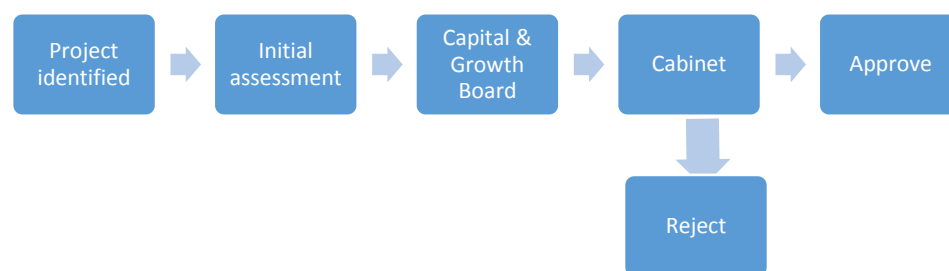 Project
identified
Initial
assessment
Capital &
Growth
Board
Cabinet
Approve
Reject